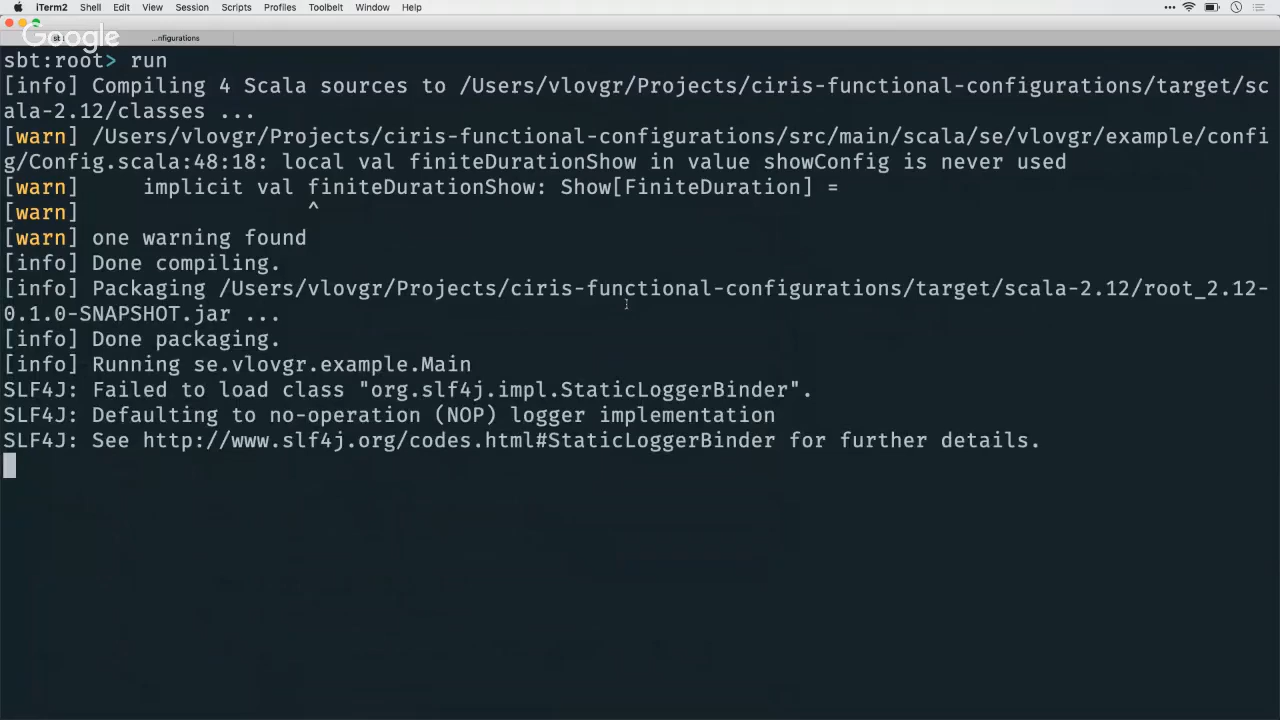 iTerm2 Shell Edit View Session Scripts Profiles Toolbelt Window Help
Google
...nfigurations
sbt:root> run
[info] Compiling 4 Scala sources to /Users/vlovgr/Projects/ciris-functional-configurations/target/sc
ala-2.12/classes ...
[warn] /Users/vlovgr/Projects/ciris-functional-configurations/src/main/scala/se/vlovgr/example/confi
g/Config.scala:48:18: local val finiteDurationShow in value showConfig is never used
[warn]     implicit val finiteDurationShow: Show[FiniteDuration] =
[warn]                  ^
[warn] one warning found
[info] Done compiling.
[info] Packaging /Users/vlovgr/Projects/ciris-functional-configurations/target/scala-2.12/root_2.12-
0.1.0-SNAPSHOT.jar ...
[info] Done packaging.
[info] Running se.vlovgr.example.Main
SLF4J: Failed to load class "org.slf4j.impl.StaticLoggerBinder".
SLF4J: Defaulting to no-operation (NOP) logger implementation
SLF4J: See http://www.slf4j.org/codes.html#StaticLoggerBinder for further details.